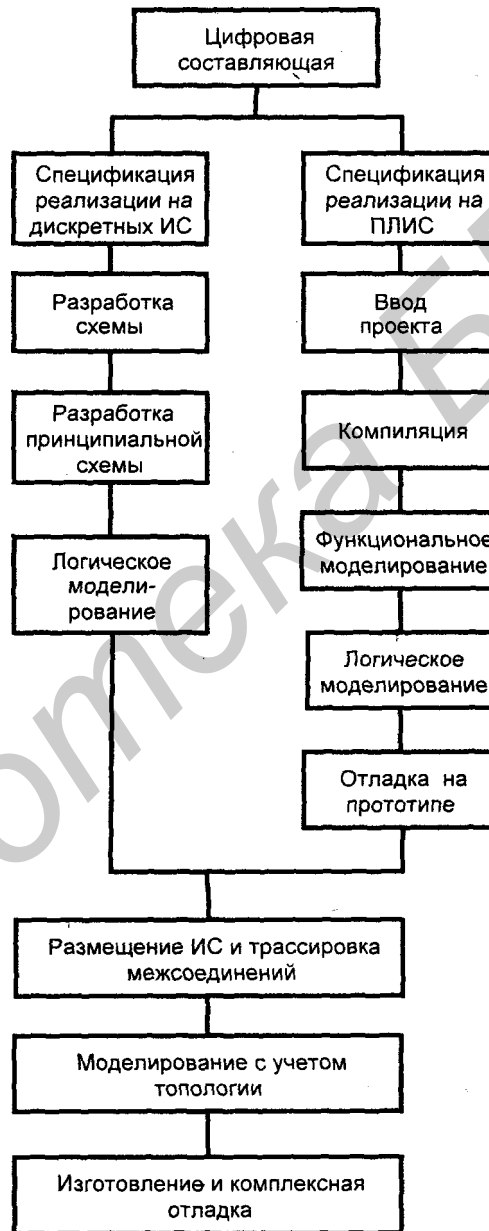 Цифровая
составляющая
Спецификация
реализации на
дискретных ИС
Разработка
схемы
Разработка
принципиальной
схемы
Логическое
модели-
рование
Спецификация
реализации на
ПЛИС
Ввод
проекта
Компиляция
Функциональное
моделирование
Логическое
моделирование
Отладка на
прототипе
Размещение ИС и трассировка
межсоединений
Моделирование с учетом
топологии
Изготовление и комплексная
отладка